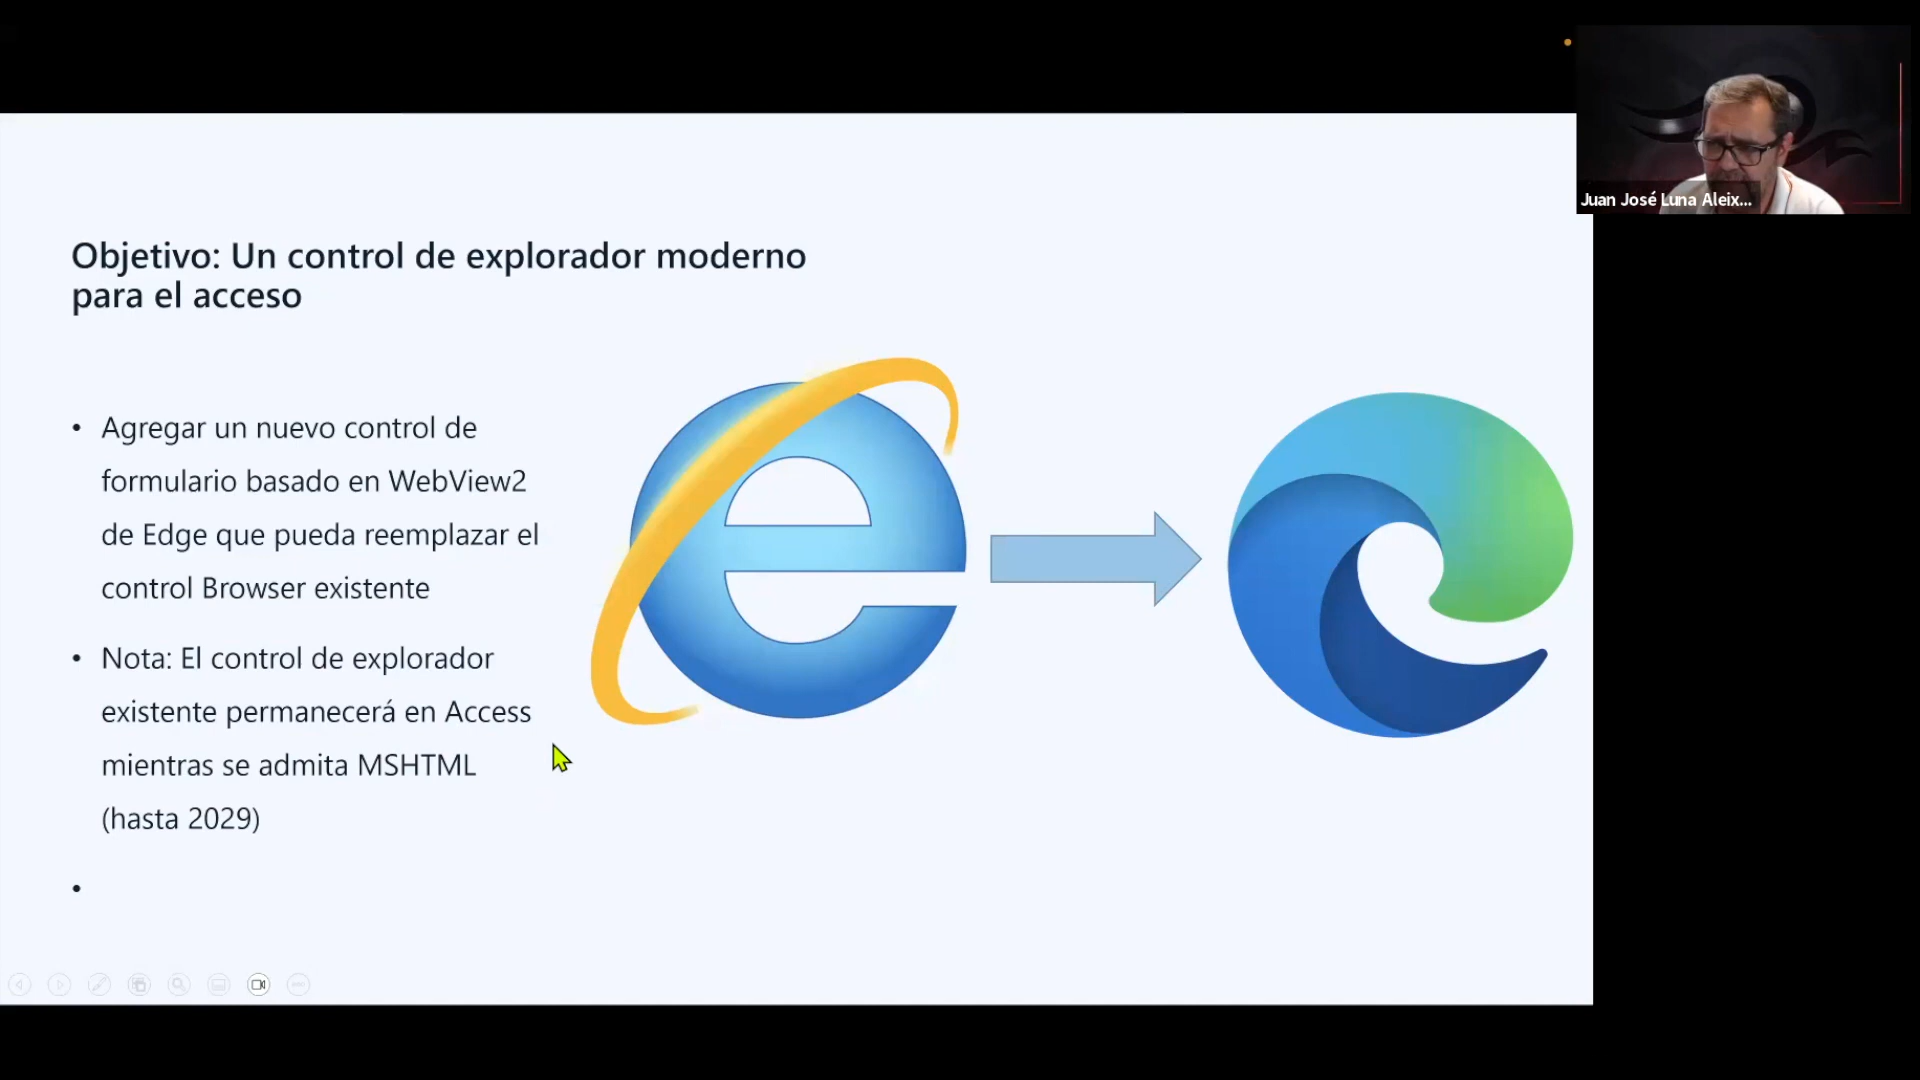 Juan José Luna Aleix...
Objetivo: Un control de explorador moderno
para el acceso
• Agregar un nuevo control de
formulario basado en WebView2
de Edge que pueda reemplazar el
control Browser existente
• Nota: El control de explorador
existente permanecerá en Access
mientras se admita MSHTML
(hasta 2029)
•